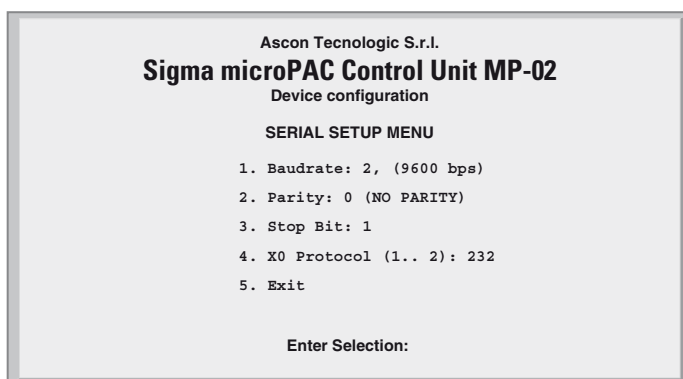 Ascon Tecnologic S.r.l.
Sigma microPAC Control Unit MP-02
Device configuration
SERIAL SETUP MENU
1. Baudrate: 2, (9600 bps)
2. Parity: 0 (NO PARITY)
3. Stop Bit: 1
4. X0 Protocol (1.. 2): 232
5. Exit
Enter Selection: